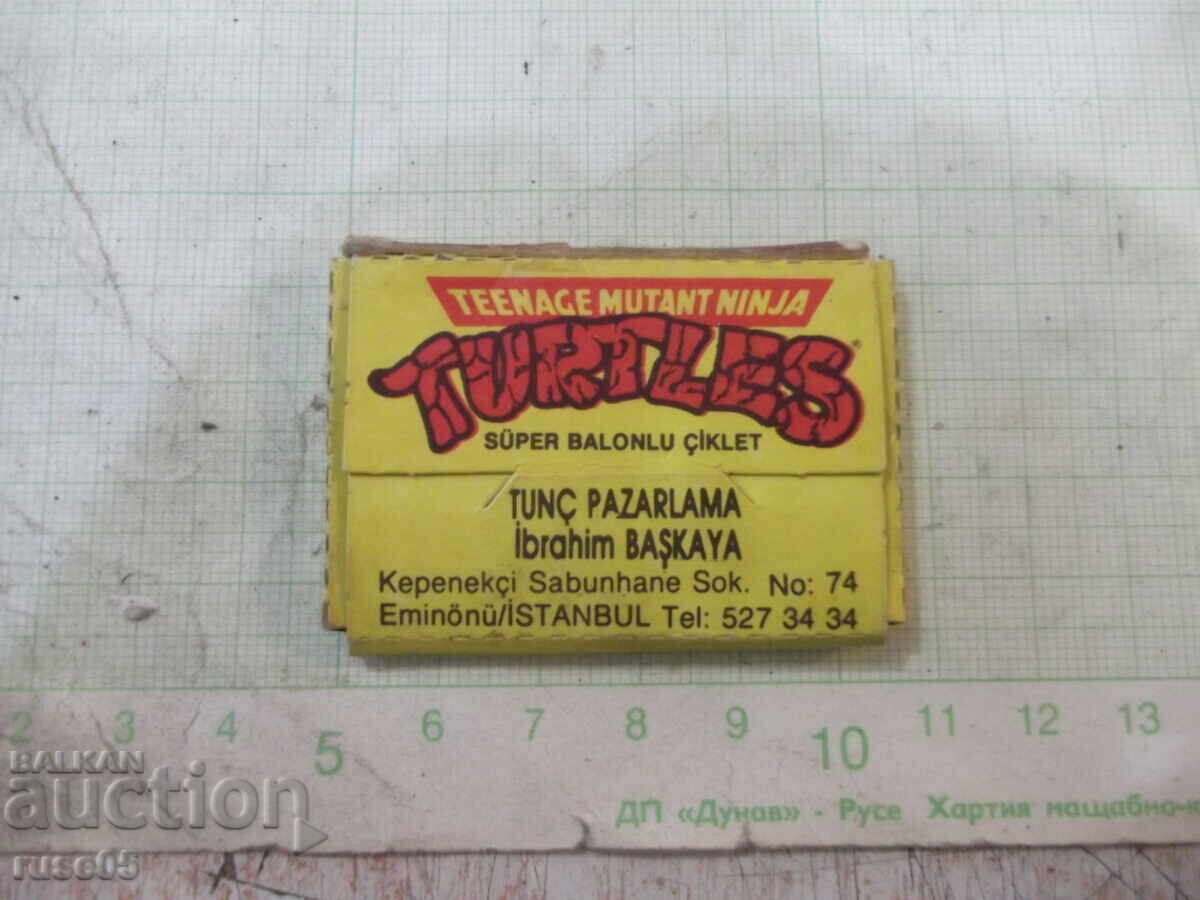 TEENAGE MUTANT NINJA
TURTLES®
SÜPER BALONLU ÇİKLET
TUNÇ PAZARLAMA
İbrahim BAŞKAYA
Kepenekçi Sabunhane Sok. No: 74
Eminönü/İSTANBUL Tel: 527 34 34
2 3 4 5 6 7 8 9 10 11 12 13
ДП «Дунав» - Русе Хартия мащабно-
BALKAN
auction
ruse05